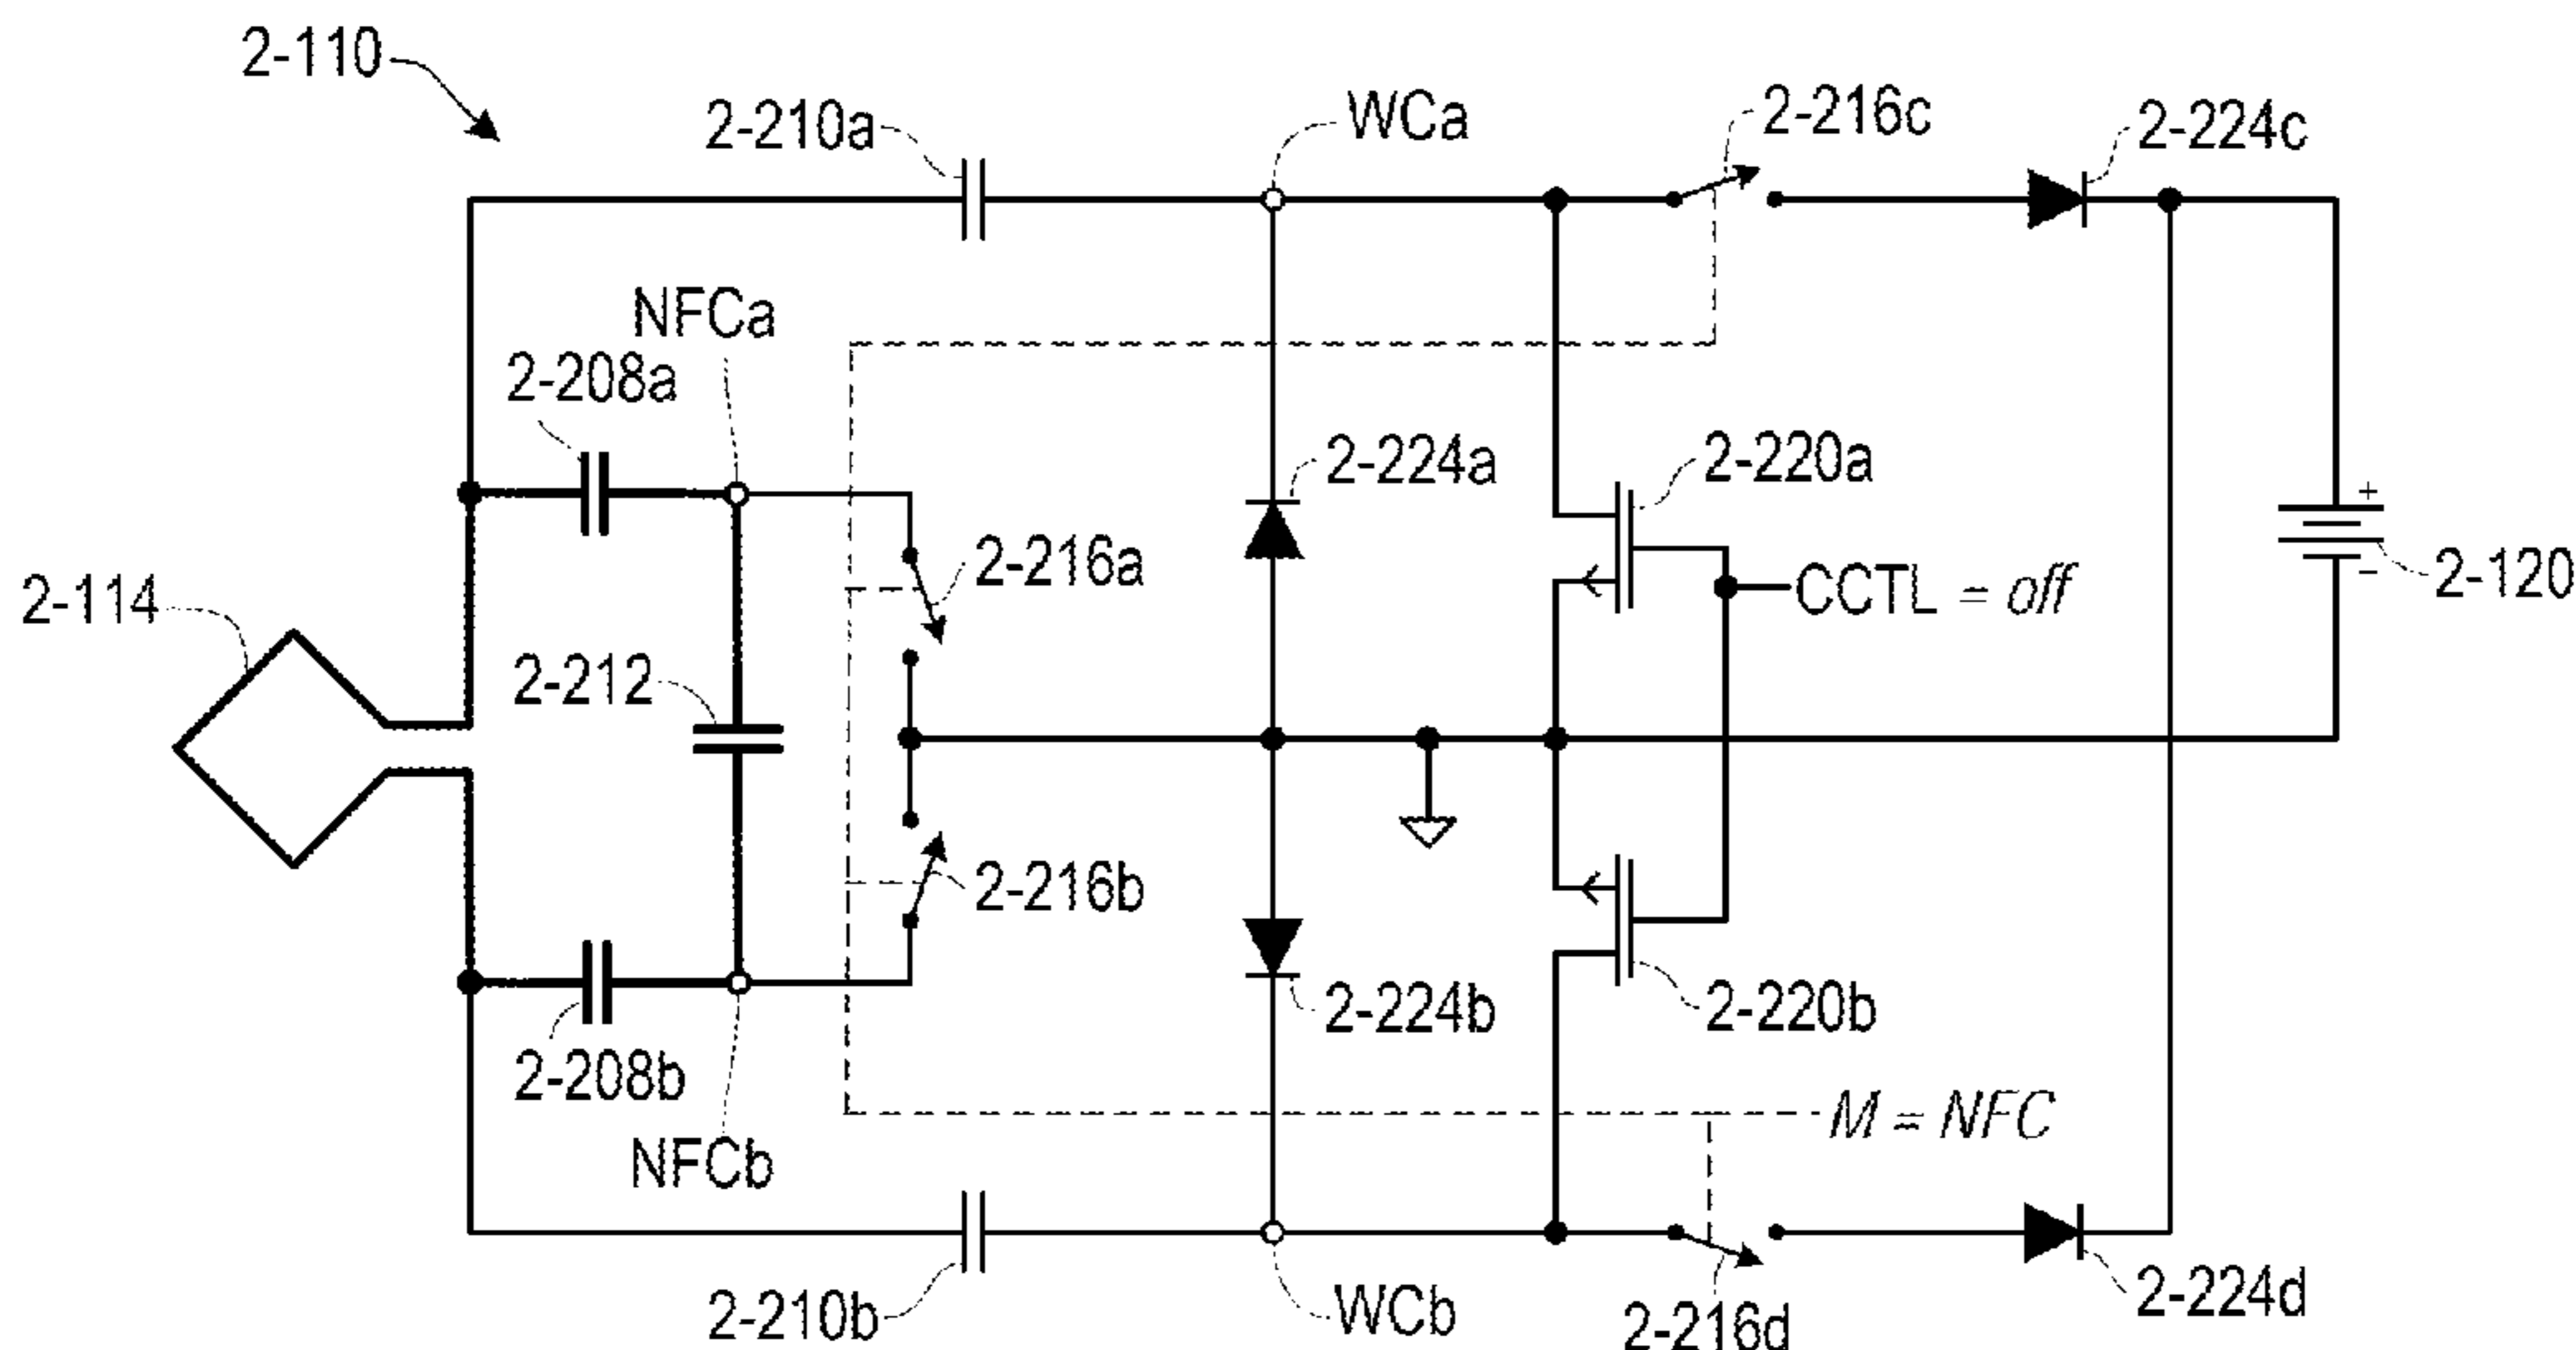 2-110
2-210a
WCa
2-216c
2-224c
NFCa
2-208a
2-224a
2-220a
2-216a
+
2-114
2-212
CCTL = off
−
2-120
2-216b
2-224b
2-220b
2-208b
M = NFC
NFCb
2-210b
WCb
2-216d
2-224d